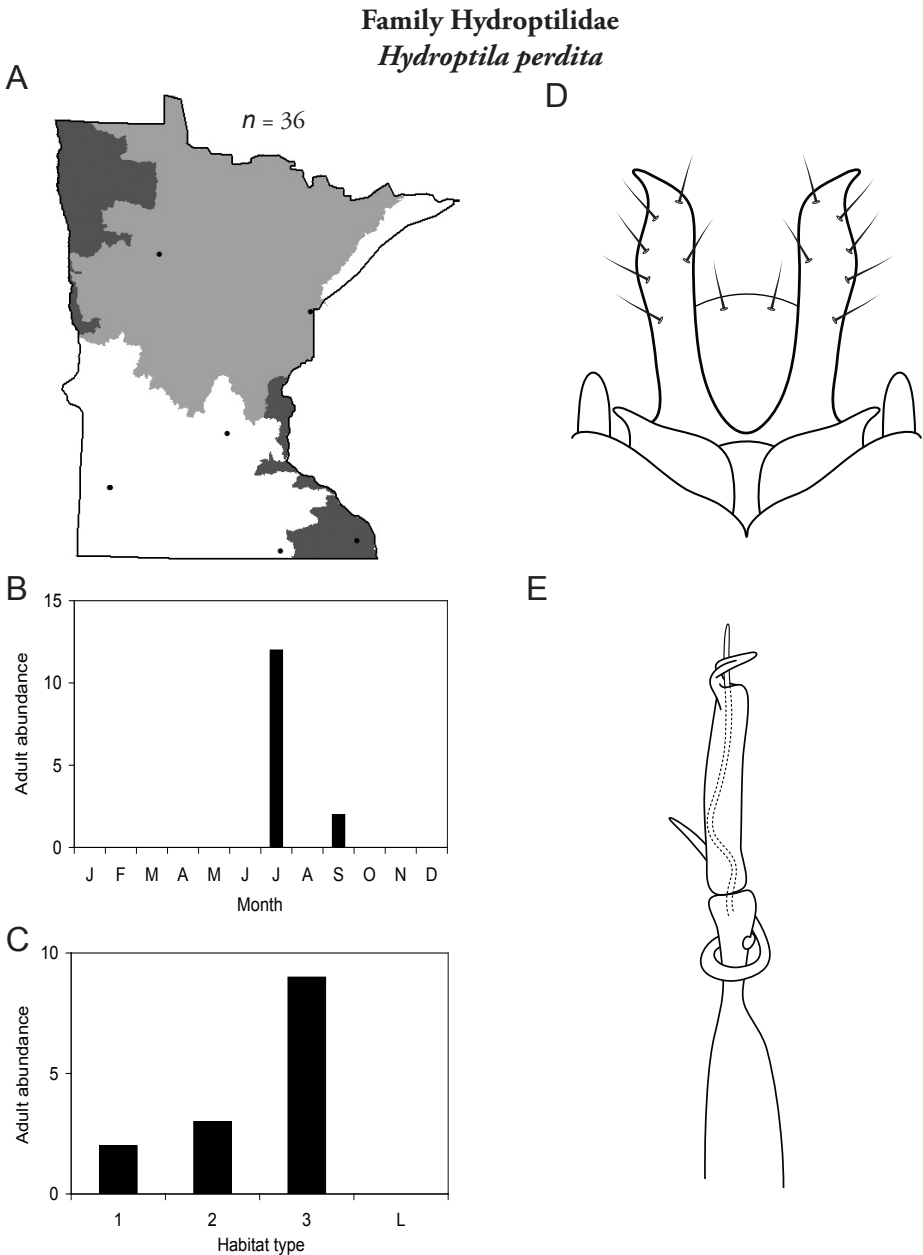 Family Hydroptilidae
Hydroptila perdita
A
n = 36
B
15
10
5
0
Adult abundance
J F M A M J J A S O N D
Month
C
10
5
0
Adult abundance
1 2 3 L
Habitat type
D
E